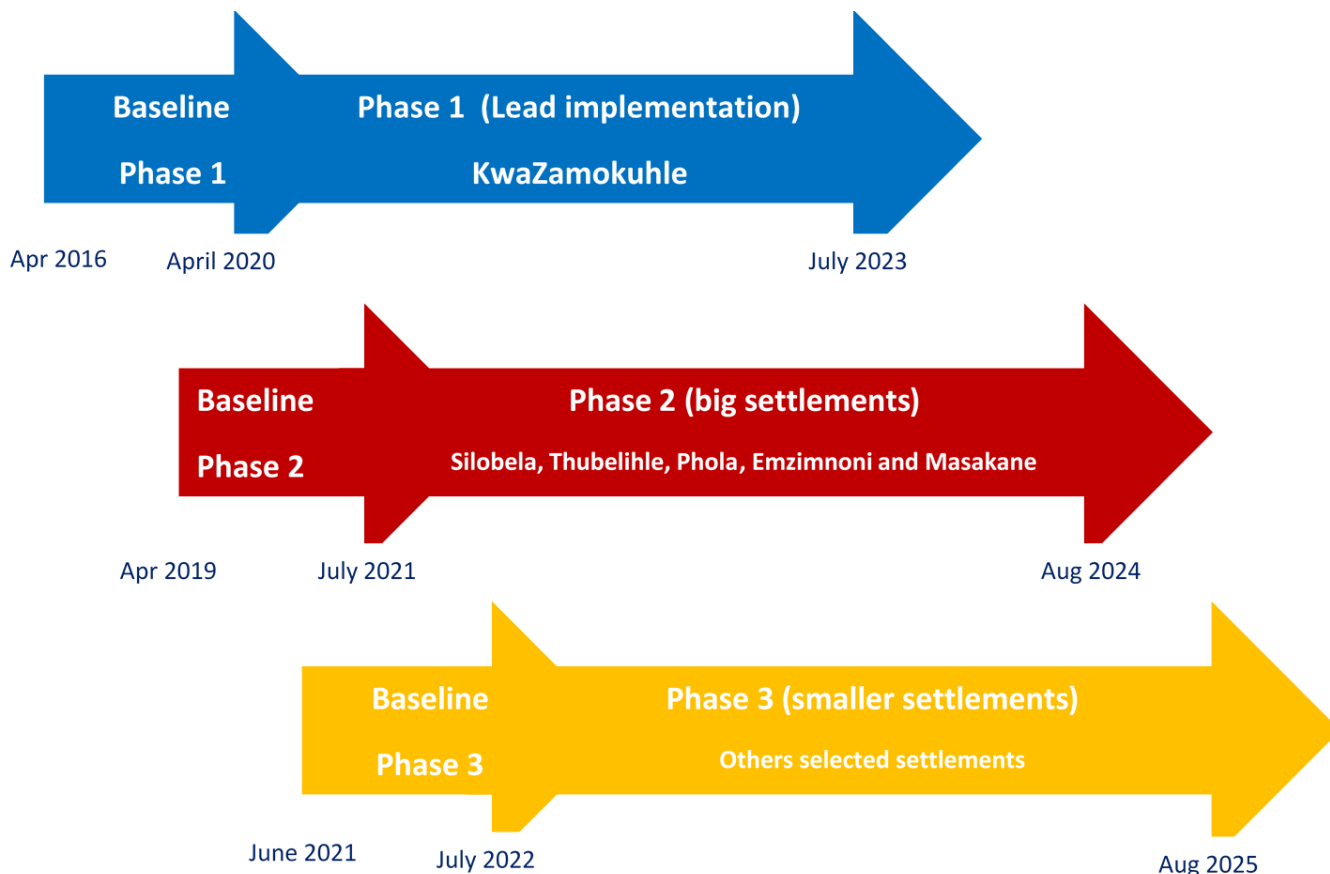 Baseline Phase 1 (Lead implementation)
Phase 1 KwaZamokuhle
Apr 2016 April 2020 July 2023
Baseline Phase 2 (big settlements)
Phase 2 Silobela, Thubelihle, Phola, Emzimnoni and Masakane
Apr 2019 July 2021 Aug 2024
Baseline Phase 3 (smaller settlements)
Phase 3 Others selected settlements
June 2021 July 2022 Aug 2025